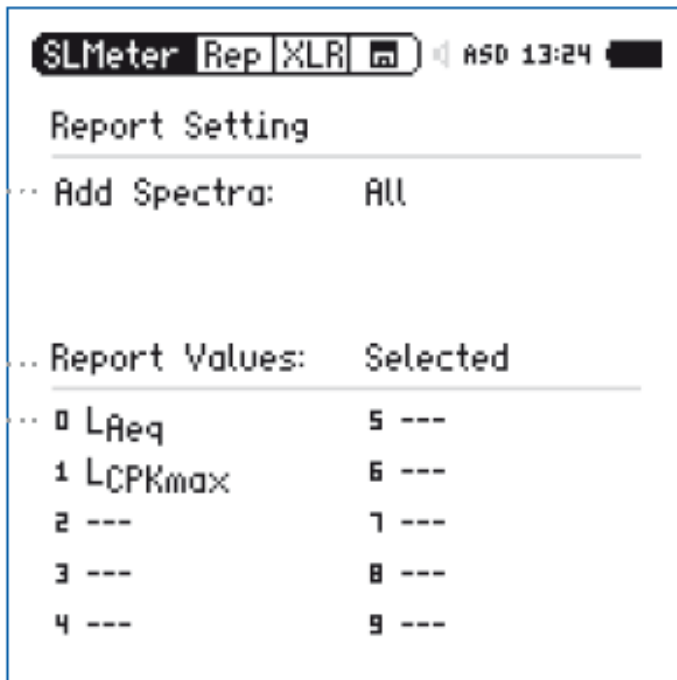 SLMeter Rep XLR ASD 13:24
Report Setting
Add Spectra: All
Report Values: Selected
0 LAeq 5 ---
1 LCPKmax 6 ---
2 --- 7 ---
3 --- 8 ---
4 --- 9 ---